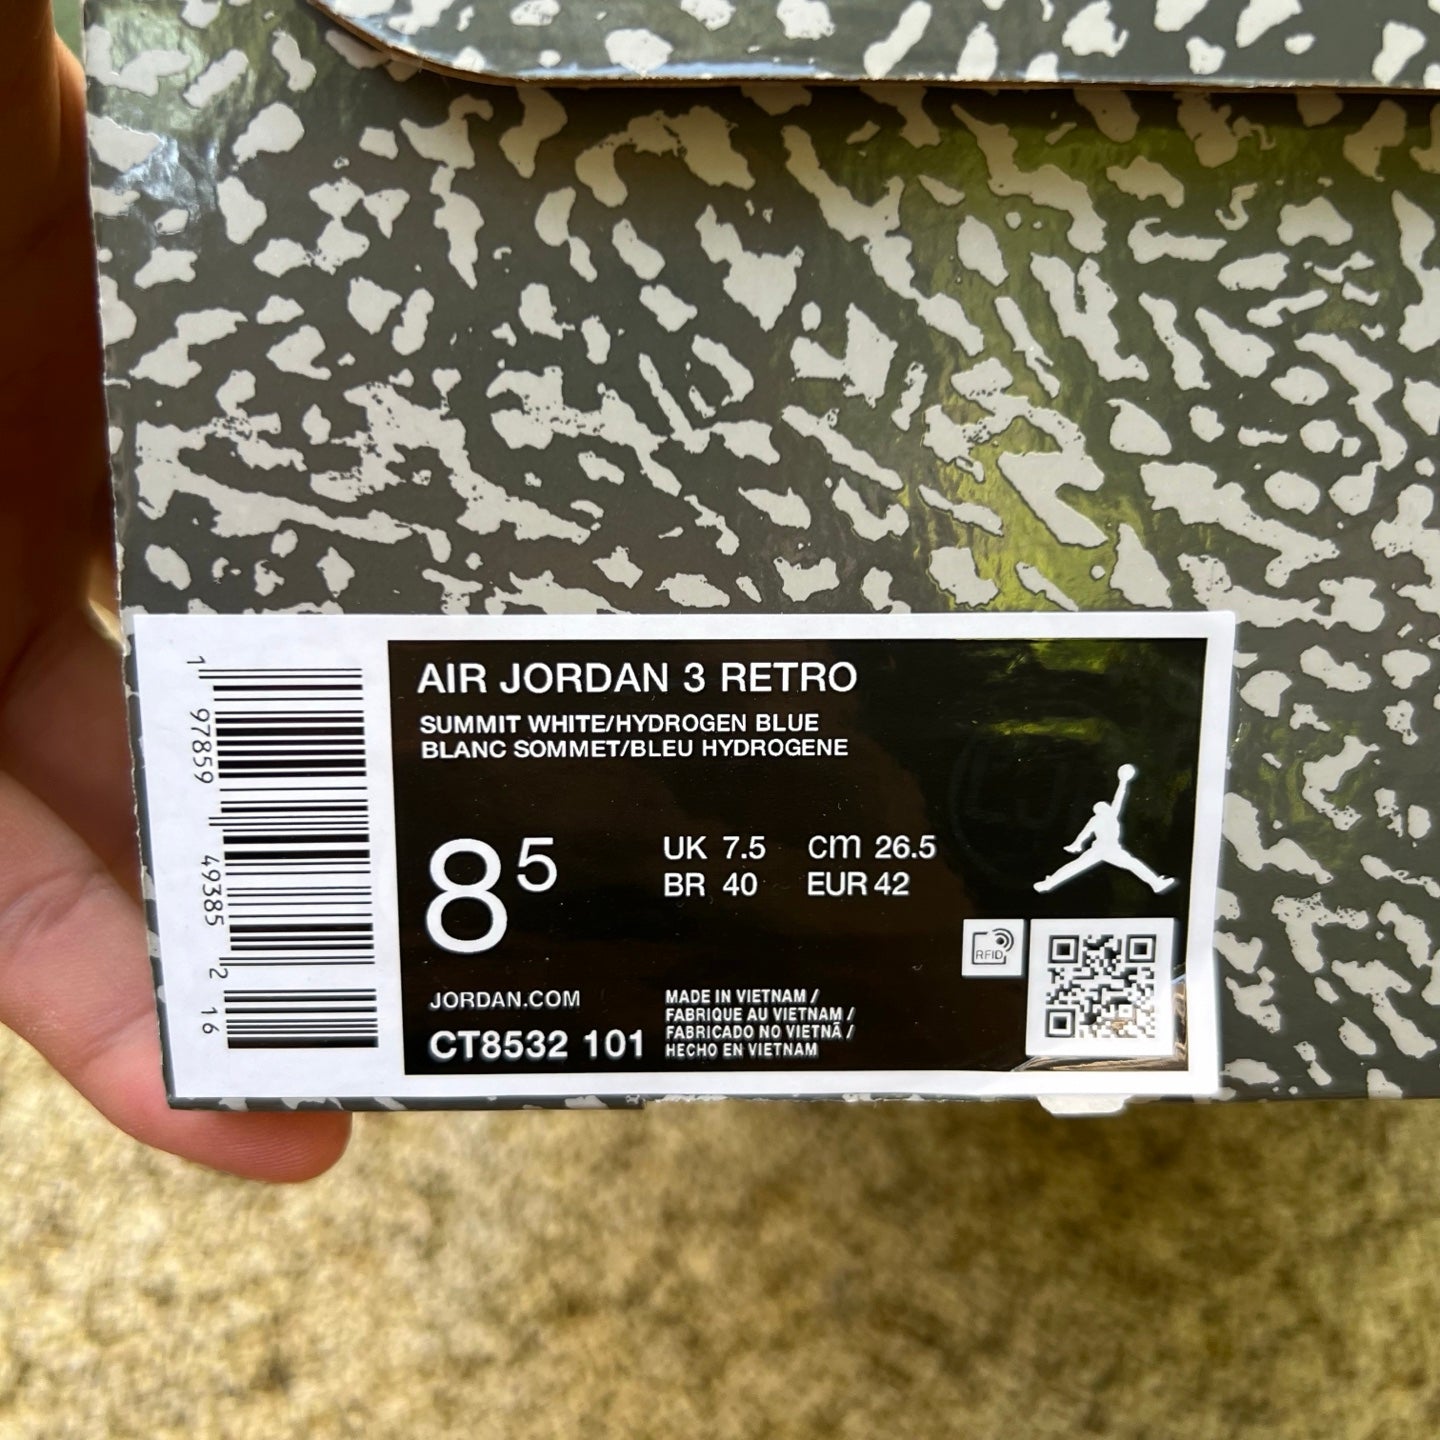 AIR JORDAN 3 RETRO
SUMMIT WHITE/HYDROGEN BLUE
BLANC SOMMET/BLEU HYDROGENE
8 5
UK 7.5 cm 26.5
BR 40 EUR 42
RFID
JORDAN.COM
CT8532 101
MADE IN VIETNAM /
FABRIQUE AU VIETNAM /
FABRICADO NO VIETNÃ /
HECHO EN VIETNAM
1 97859 49385 2 16